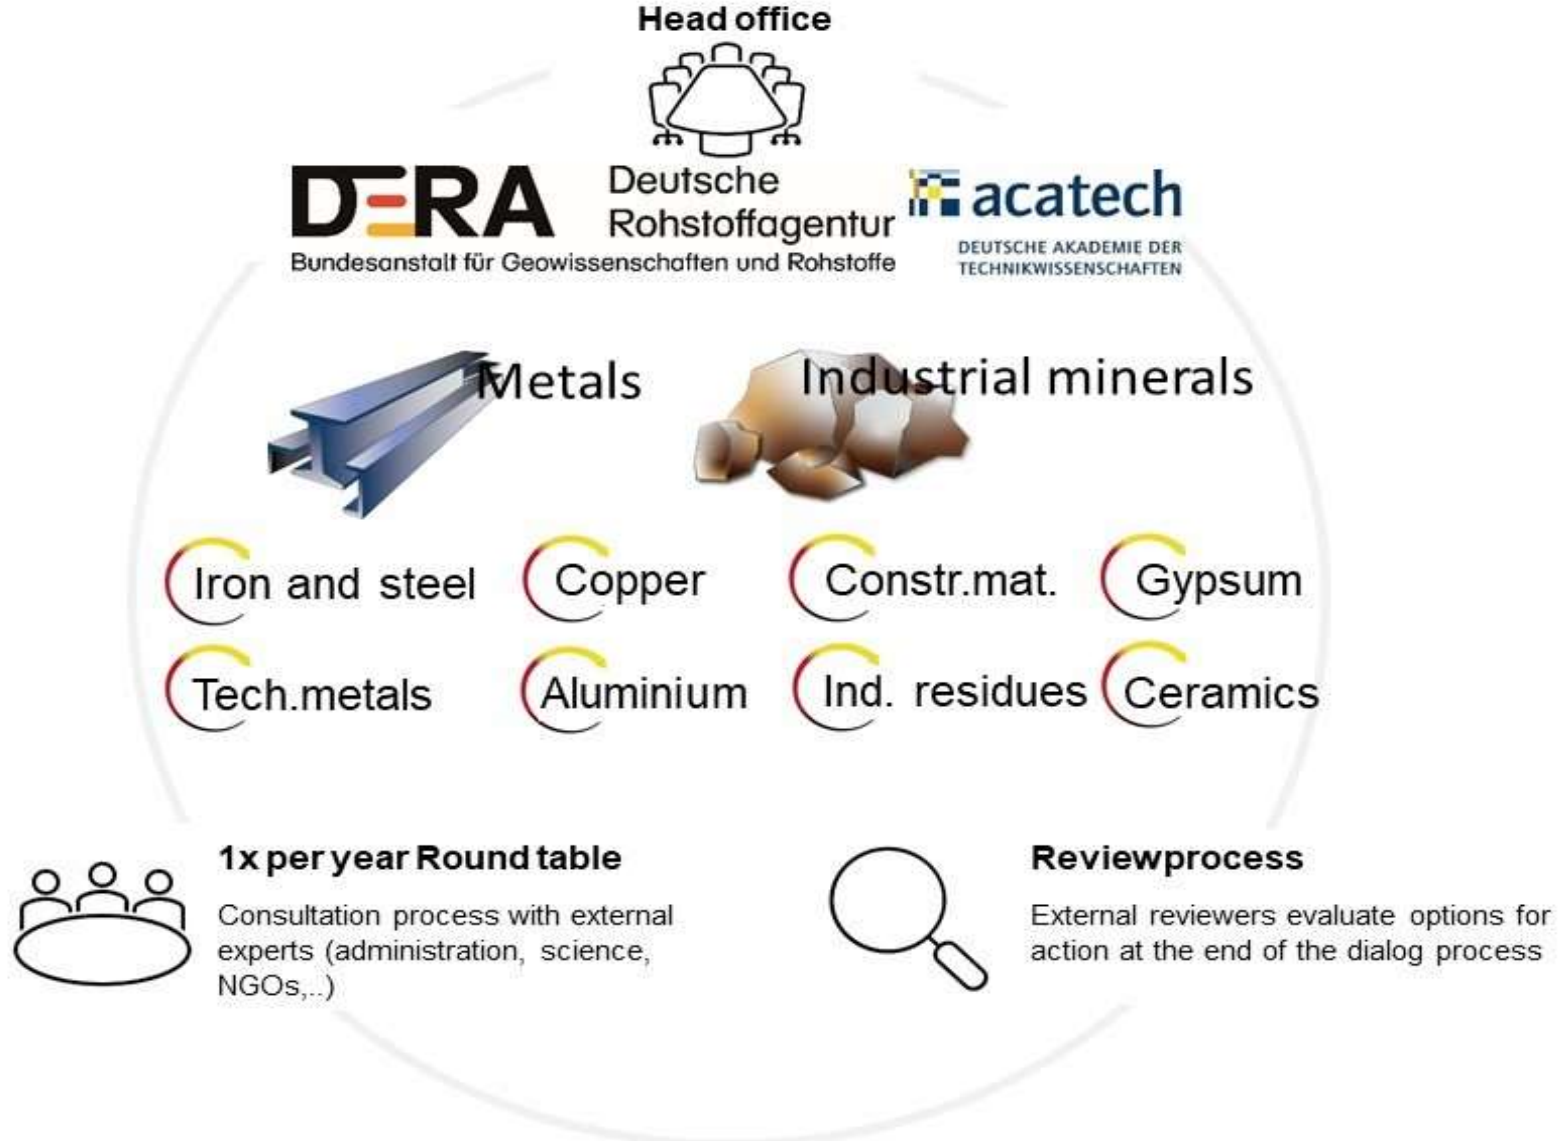 Head office
DERA
Deutsche
Rohstoffagentur
Bundesanstalt für Geowissenschaften und Rohstoffe
acatech
DEUTSCHE AKADEMIE DER
TECHNIKWISSENSCHAFTEN
Metals
Industrial minerals
Iron and steel
Copper
Constr.mat.
Gypsum
Tech.metals
Aluminium
Ind. residues
Ceramics
1x per year Round table
Consultation process with external
experts (administration, science,
NGOs,..)
Reviewprocess
External reviewers evaluate options for
action at the end of the dialog process